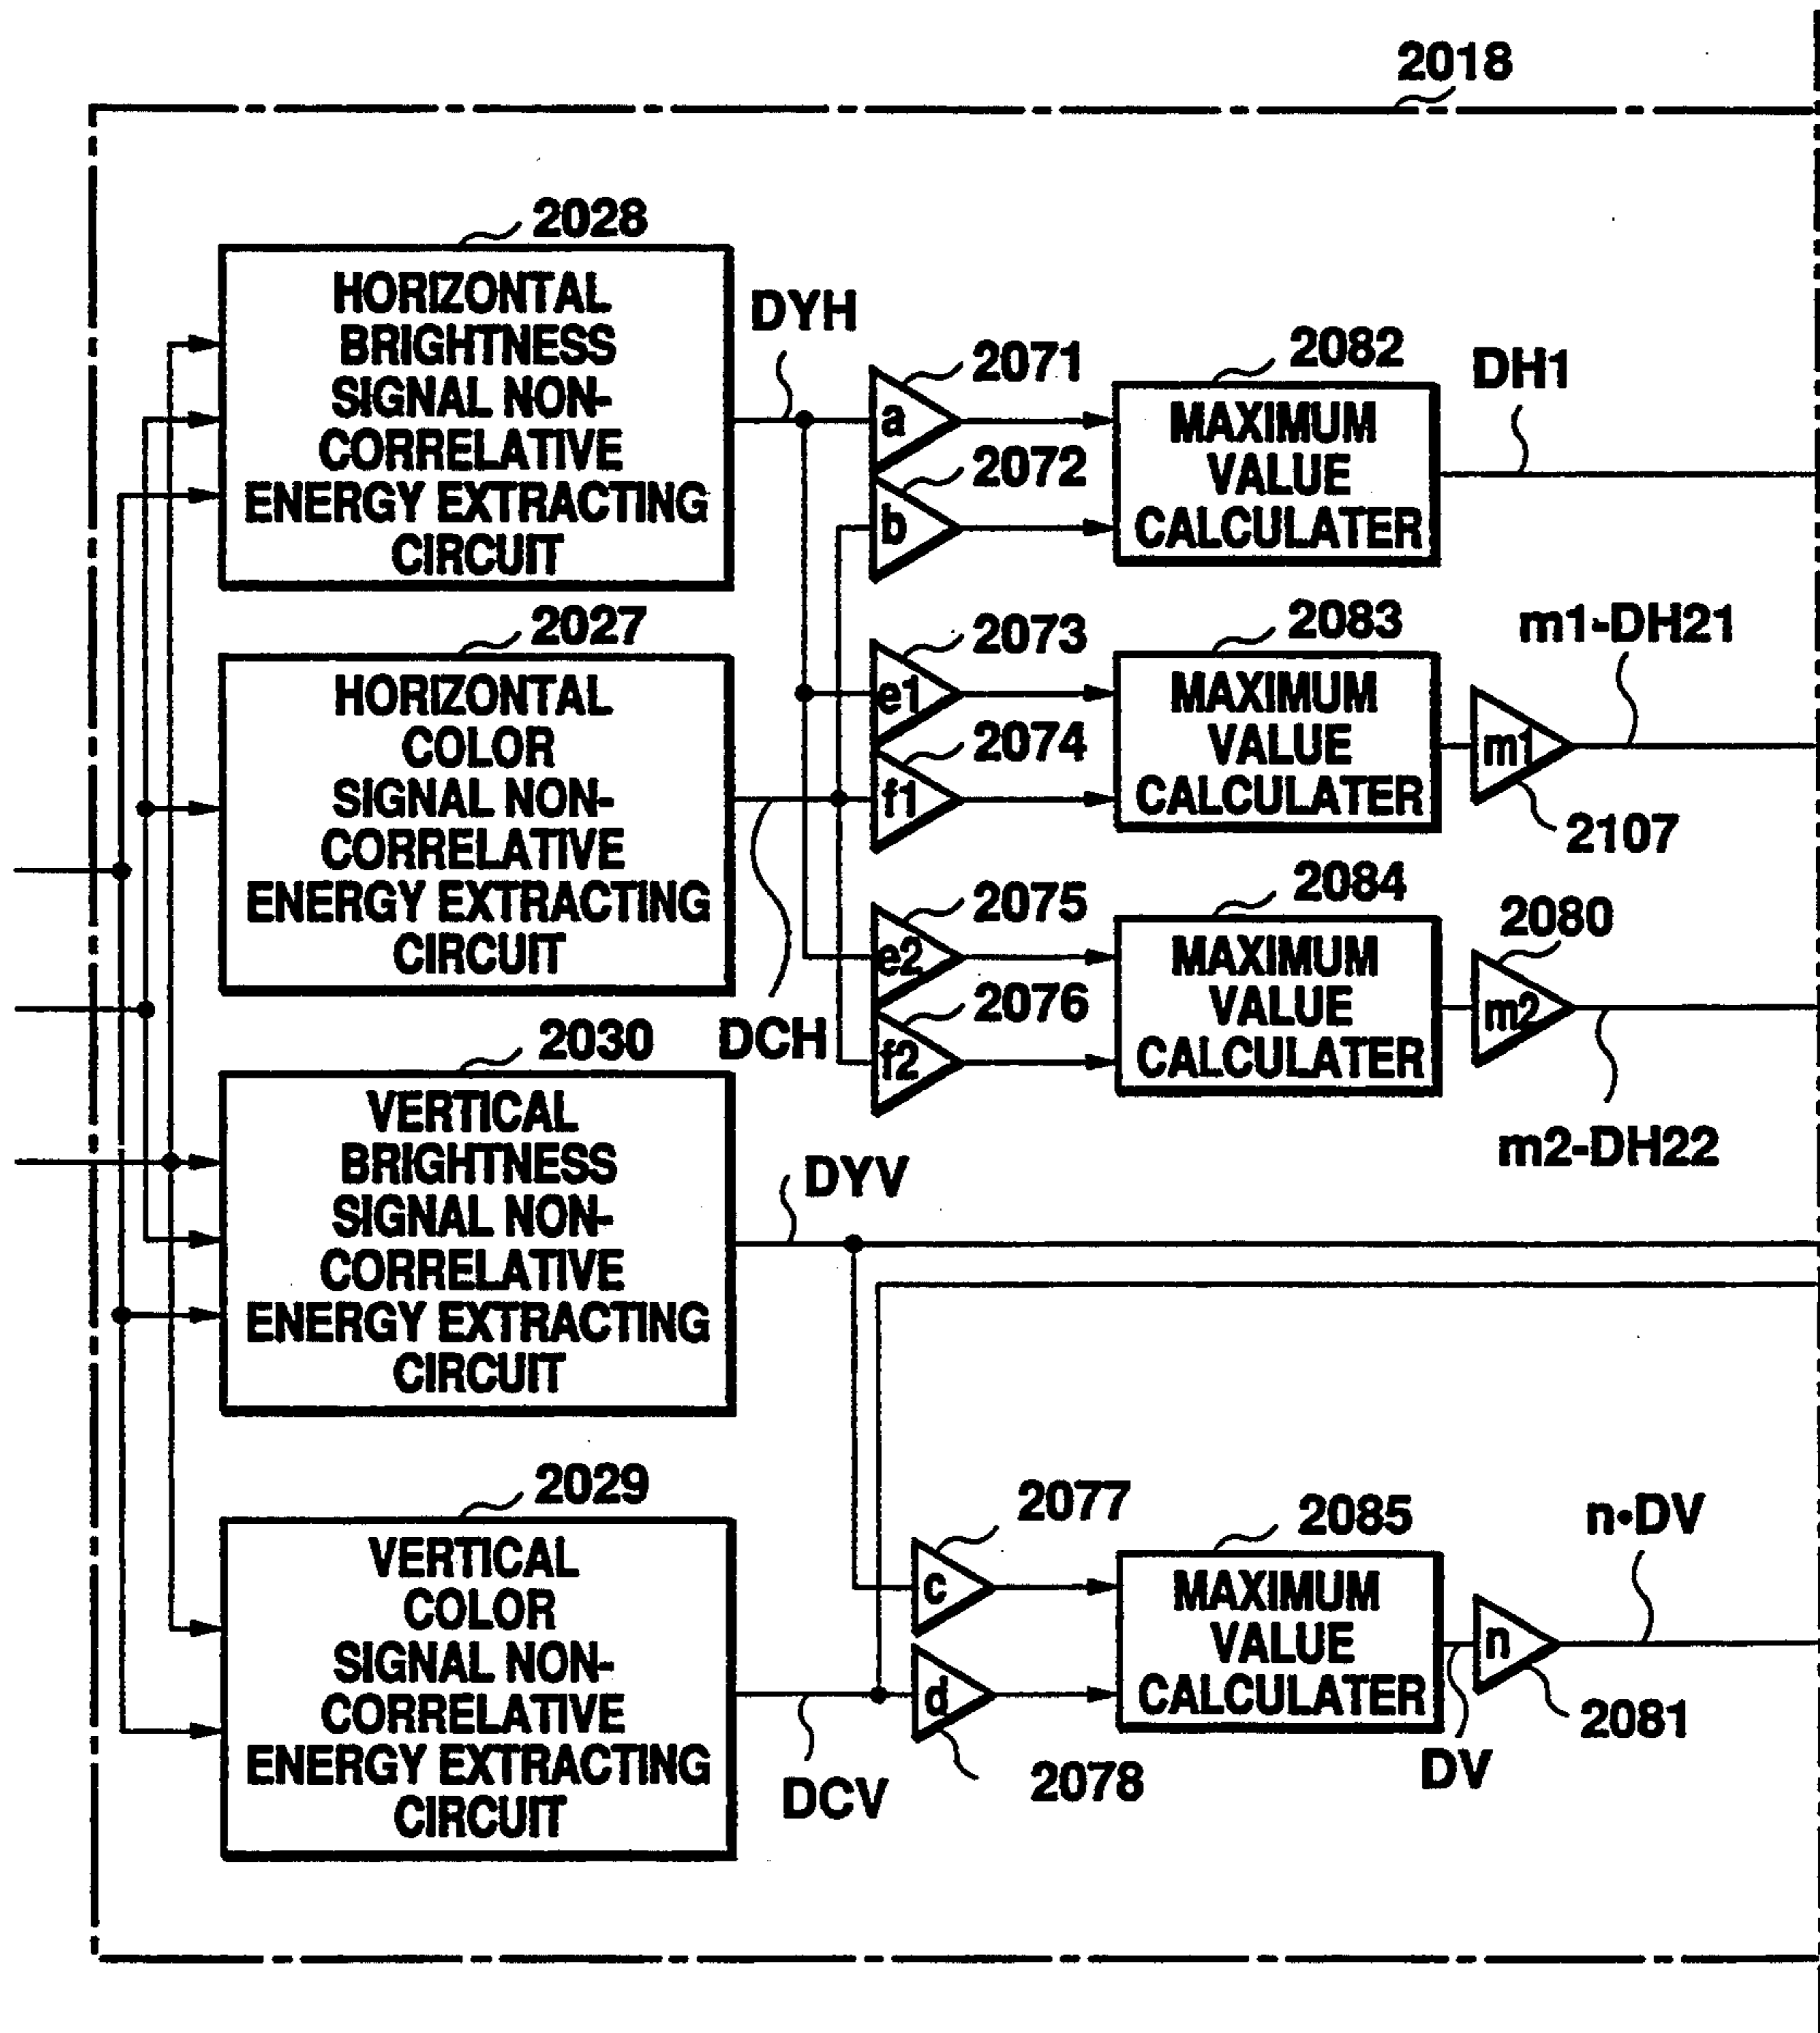 2018
2028
HORIZONTAL
BRIGHTNESS
SIGNAL NON-
CORRELATIVE
ENERGY EXTRACTING
CIRCUIT
DYH
2071
a
2072
b
2082
MAXIMUM
VALUE
CALCULATER
DH1
2027
HORIZONTAL
COLOR
SIGNAL NON-
CORRELATIVE
ENERGY EXTRACTING
CIRCUIT
DCH
2073
e1
2074
f1
2083
MAXIMUM
VALUE
CALCULATER
m1-DH21
m1
2107
2075
e2
2076
f2
2084
MAXIMUM
VALUE
CALCULATER
2080
m2
m2-DH22
2030
VERTICAL
BRIGHTNESS
SIGNAL NON-
CORRELATIVE
ENERGY EXTRACTING
CIRCUIT
DYV
2029
VERTICAL
COLOR
SIGNAL NON-
CORRELATIVE
ENERGY EXTRACTING
CIRCUIT
DCV
2077
c
d
2078
2085
MAXIMUM
VALUE
CALCULATER
DV
n
2081
n•DV